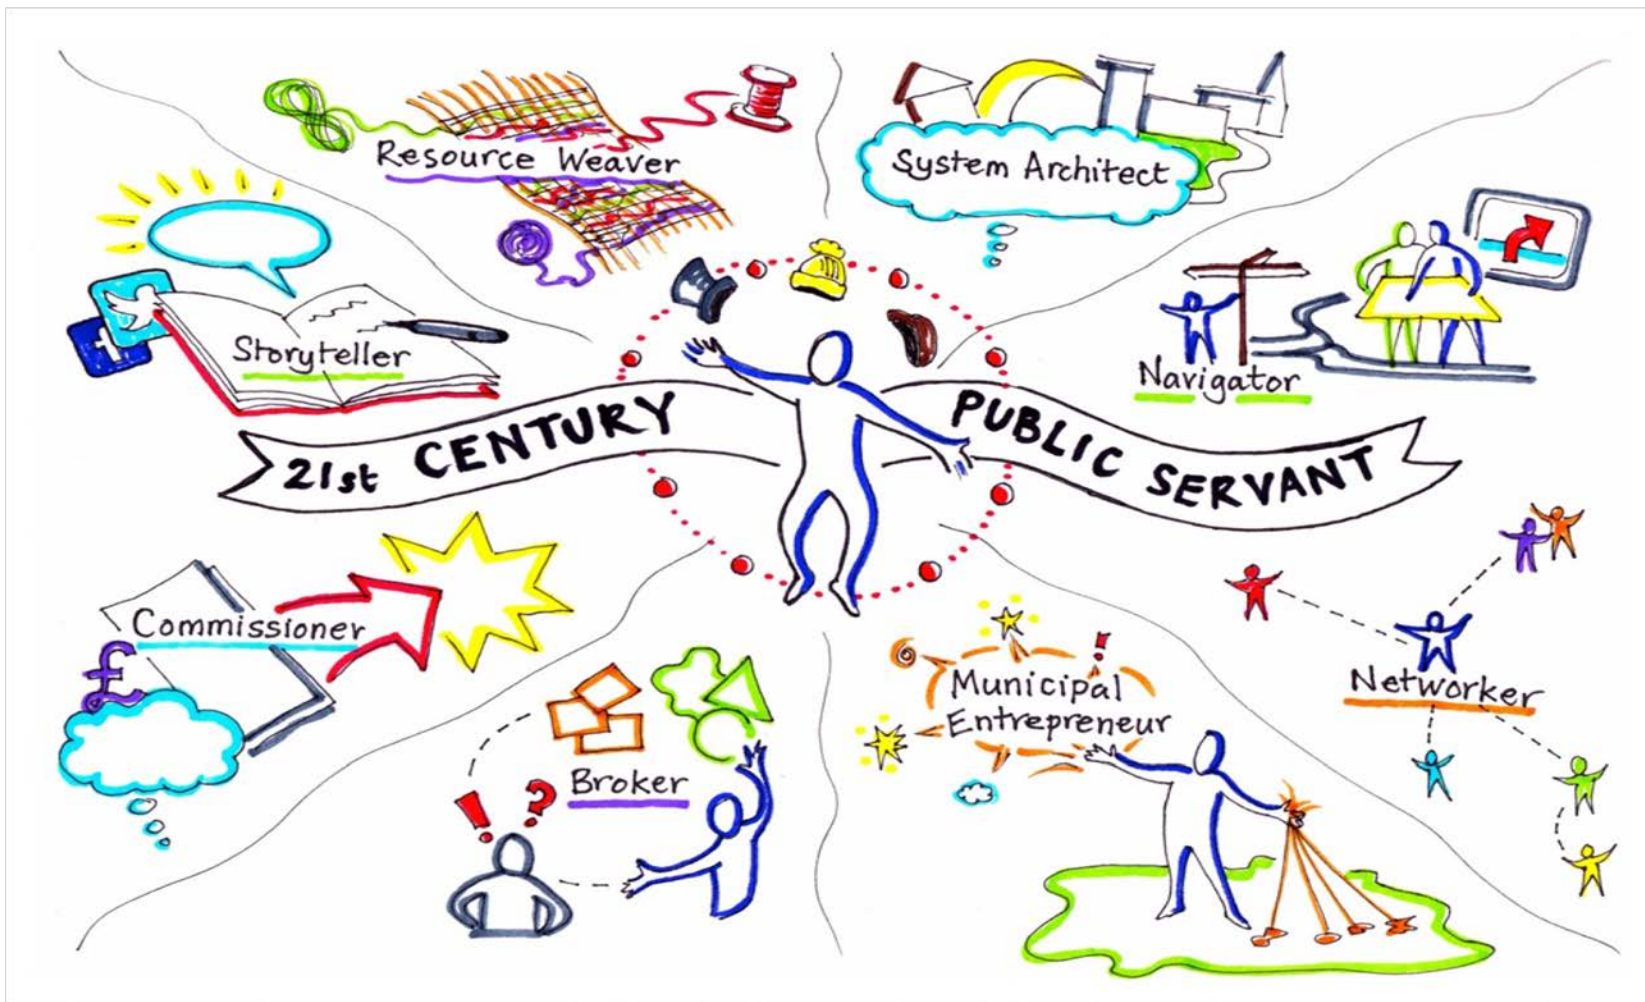 Resource Weaver
System Architect
Storyteller
Navigator
21st CENTURY
PUBLIC SERVANT
Commissioner
£
Broker
! ?
Municipal
Entrepreneur
!
Networker